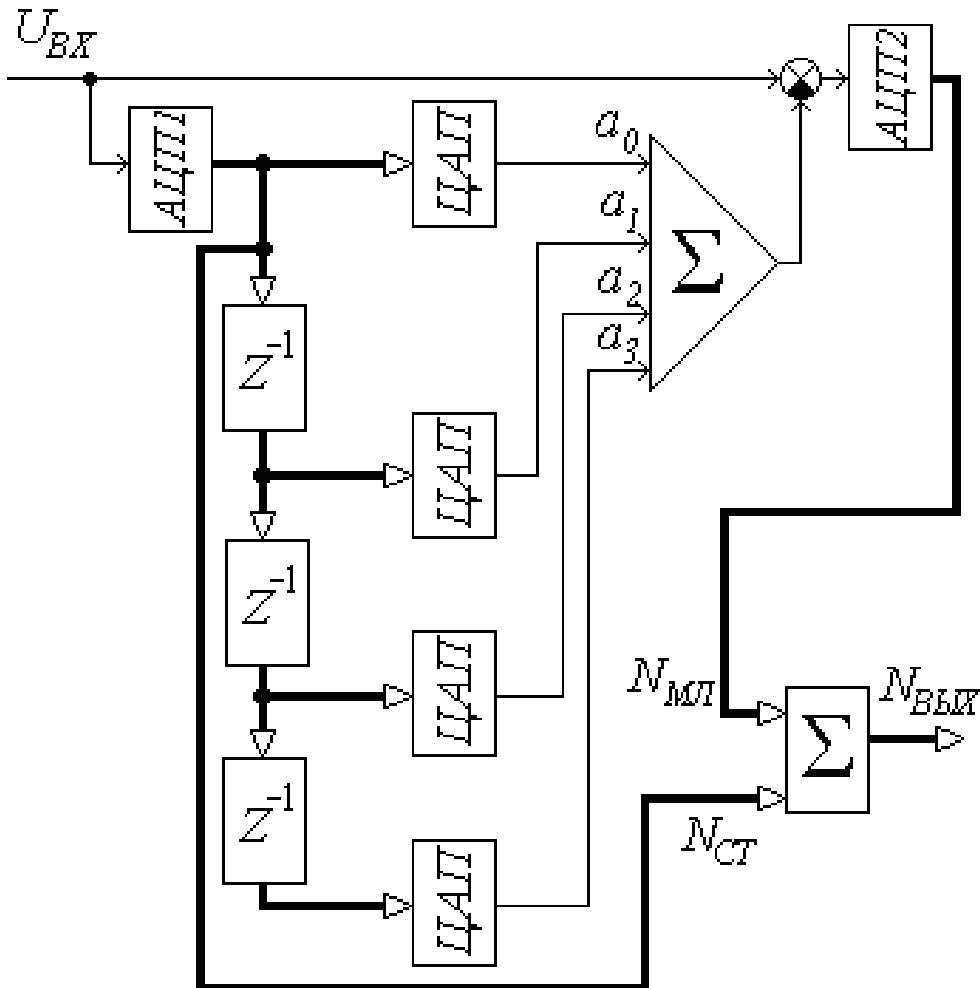 U_ВХ
АЦП1
ЦАП
a_0
a_1
a_2
a_3
Σ
АЦП2
Z^-1
ЦАП
Z^-1
ЦАП
Z^-1
ЦАП
N_МЛ
N_СТ
Σ
N_ВЫХ